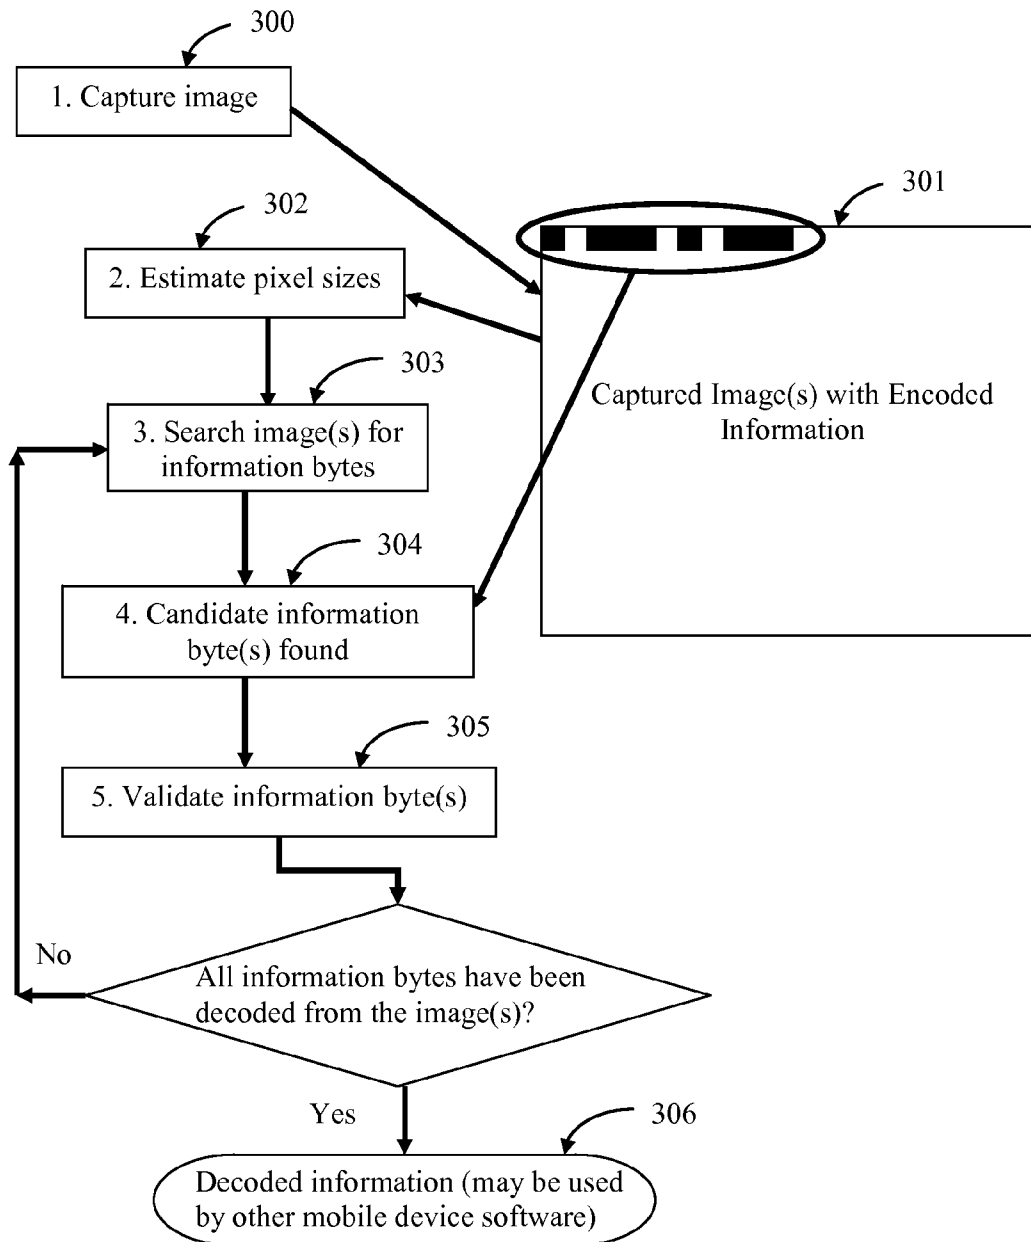 300
1. Capture image
301
302
2. Estimate pixel sizes
303
3. Search image(s) for
information bytes
Captured Image(s) with Encoded
Information
304
4. Candidate information
byte(s) found
305
5. Validate information byte(s)
No
All information bytes have been
decoded from the image(s)?
Yes
306
Decoded information (may be used
by other mobile device software)